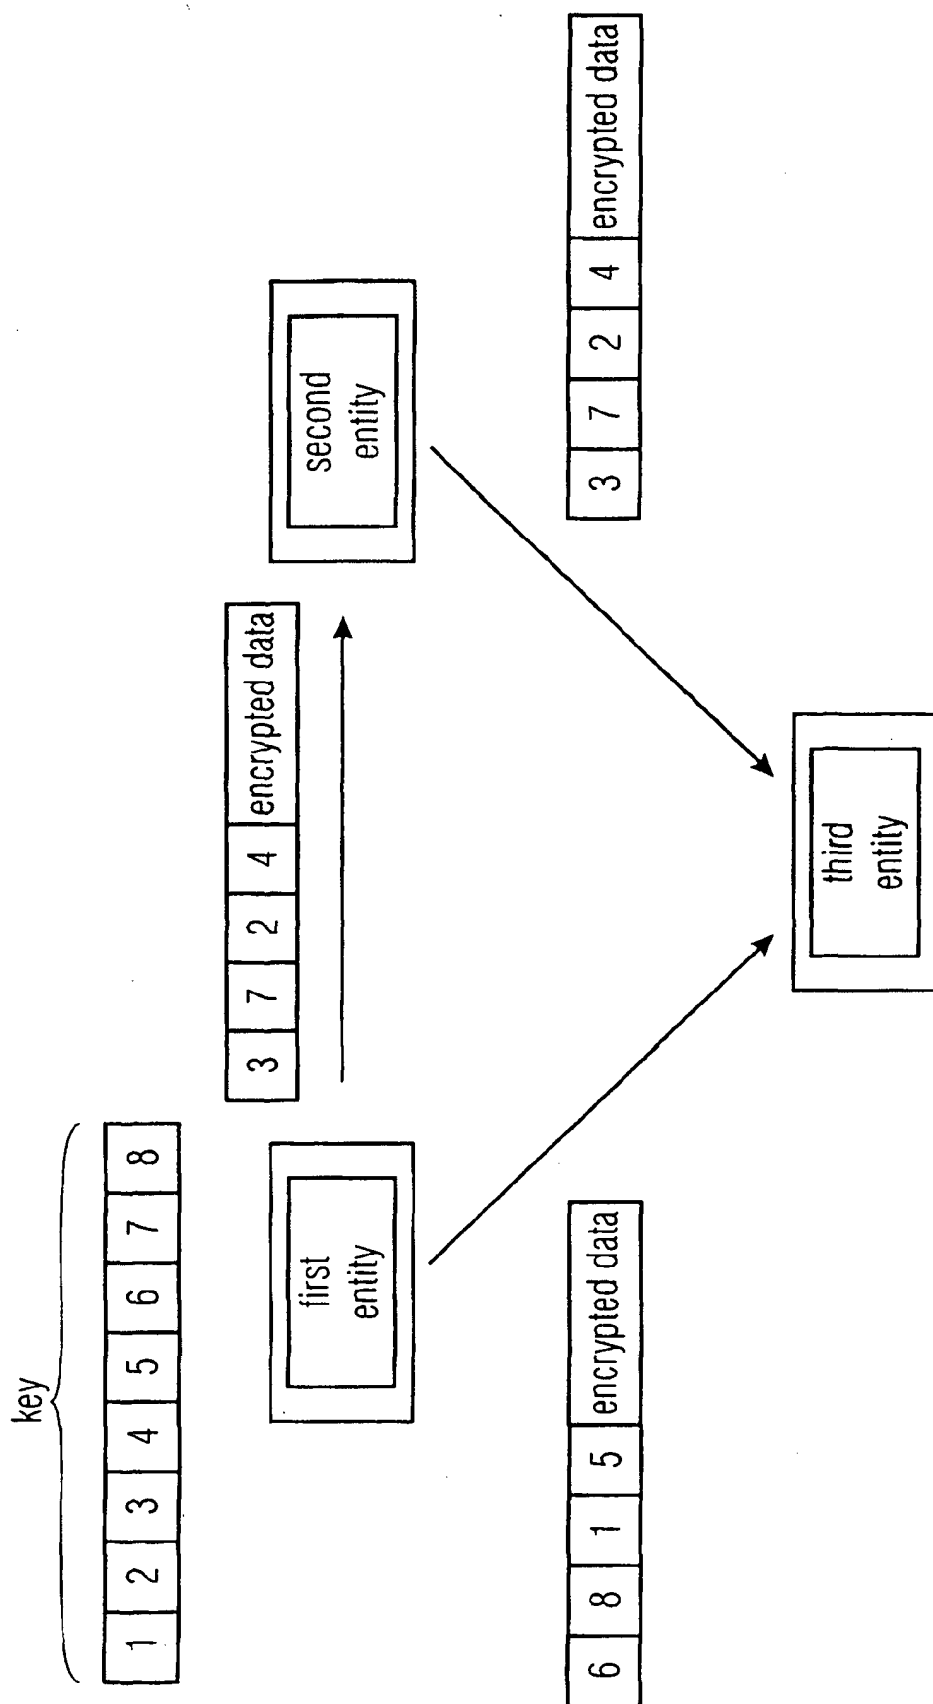 key
1 2 3 4 5 6 7 8
3 7 2 4 encrypted data
first
entity
second
entity
6 8 1 5 encrypted data
3 7 2 4 encrypted data
third
entity